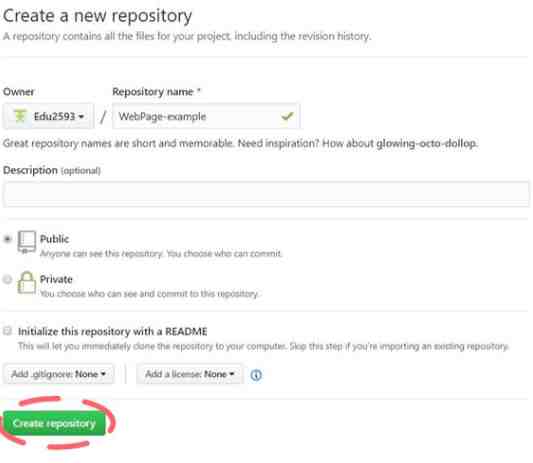 Create a new repository
A repository contains all the files for your project, including the revision history.
Owner Repository name *
Edu2593 / WebPage-example
Great repository names are short and memorable. Need inspiration? How about glowing-octo-dollop.
Description (optional)
Public
Anyone can see this repository. You choose who can commit.
Private
You choose who can see and commit to this repository.
Initialize this repository with a README
This will let you immediately clone the repository to your computer. Skip this step if you're importing an existing repository.
Add .gitignore: None Add a license: None
Create repository